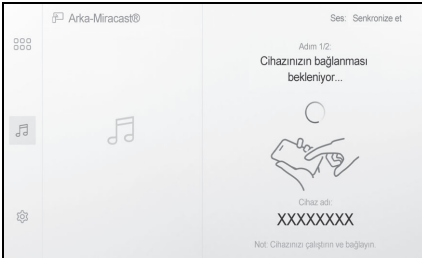 Arka-Miracast®
Ses: Senkronize et
Adım 1/2:
Cihazınızın bağlanması
bekleniyor...
Cihaz adı:
XXXXXXXX
Not: Cihazınızı çalıştırın ve bağlayın.